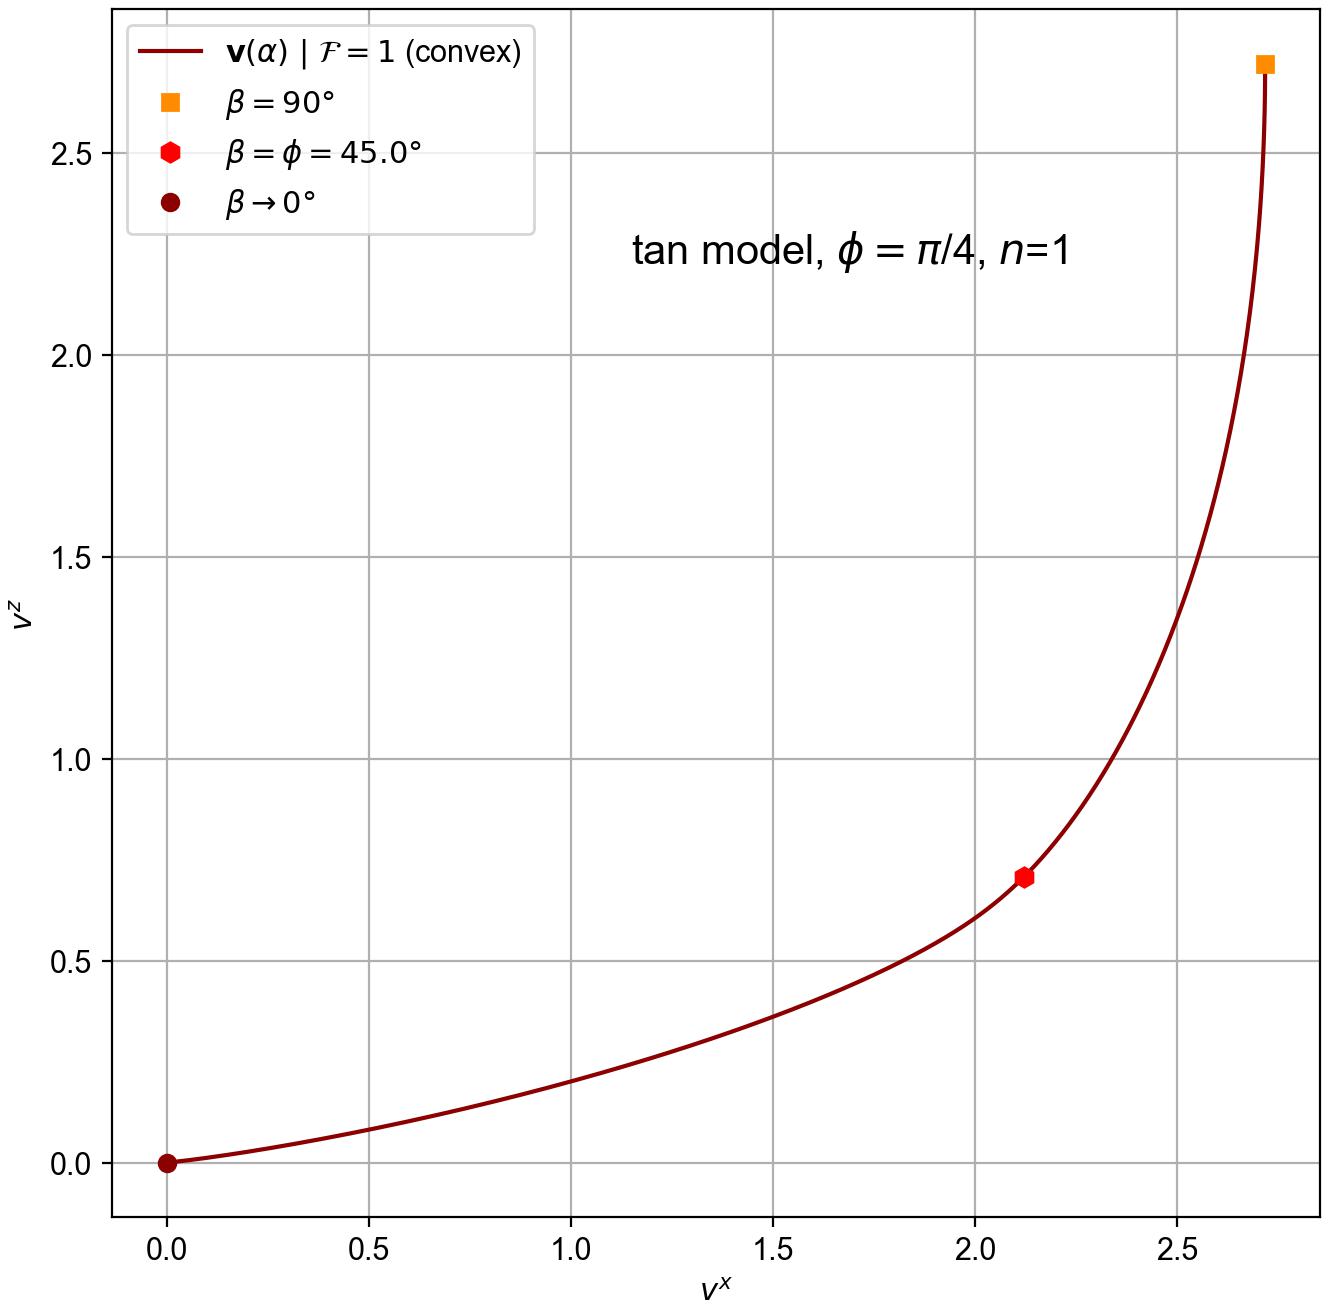 v(α) | ℱ = 1 (convex)
β = 90°
β = ϕ = 45.0°
β → 0°
tan model, ϕ = π/4, n=1
2.5
2.0
1.5
1.0
0.5
0.0
v^z
0.0 0.5 1.0 1.5 2.0 2.5
v^x